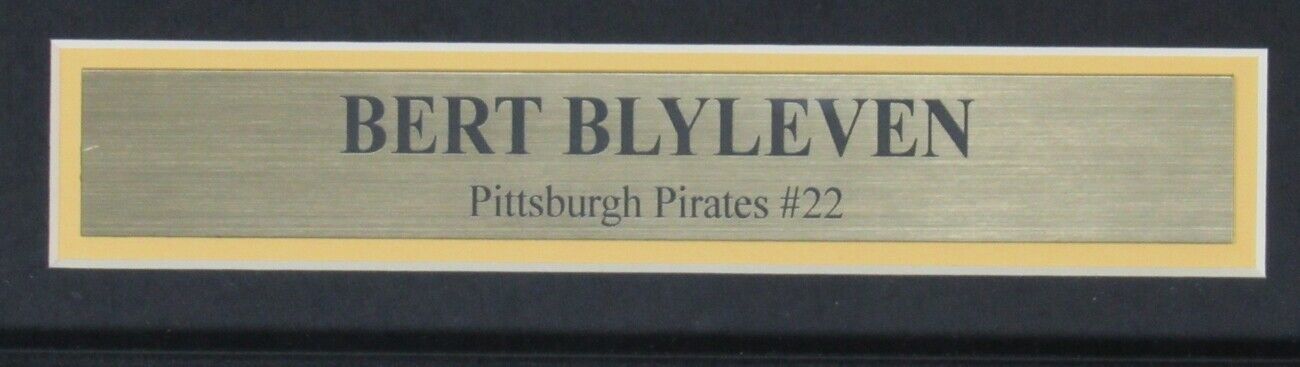 BERT BLYLEVEN
Pittsburgh Pirates #22